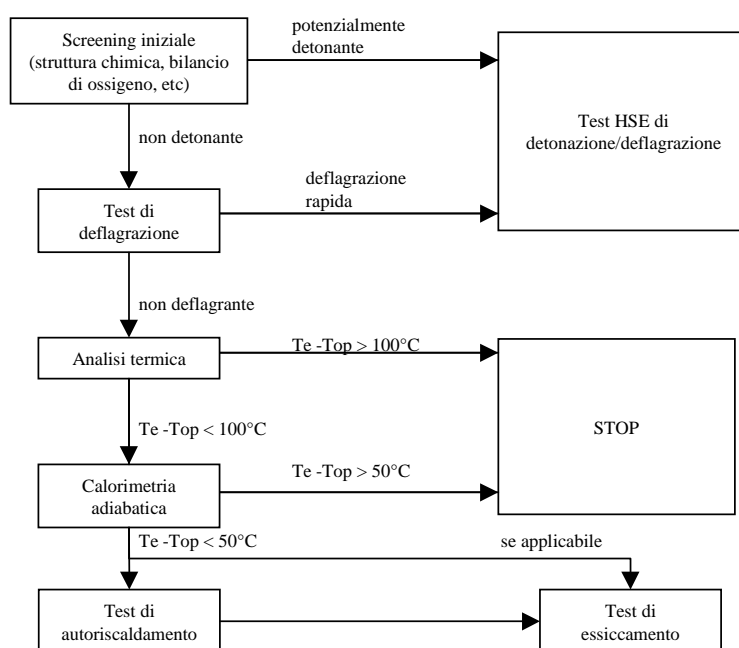 Screening iniziale
(struttura chimica, bilancio
di ossigeno, etc)
potenzialmente
detonante
Test HSE di
detonazione/deflagrazione
non detonante
Test di
deflagrazione
deflagrazione
rapida
non deflagrante
Analisi termica
Te -Top > 100°C
STOP
Te -Top < 100°C
Calorimetria
adiabatica
Te -Top > 50°C
Te -Top < 50°C
se applicabile
Test di
autoriscaldamento
Test di
essiccamento